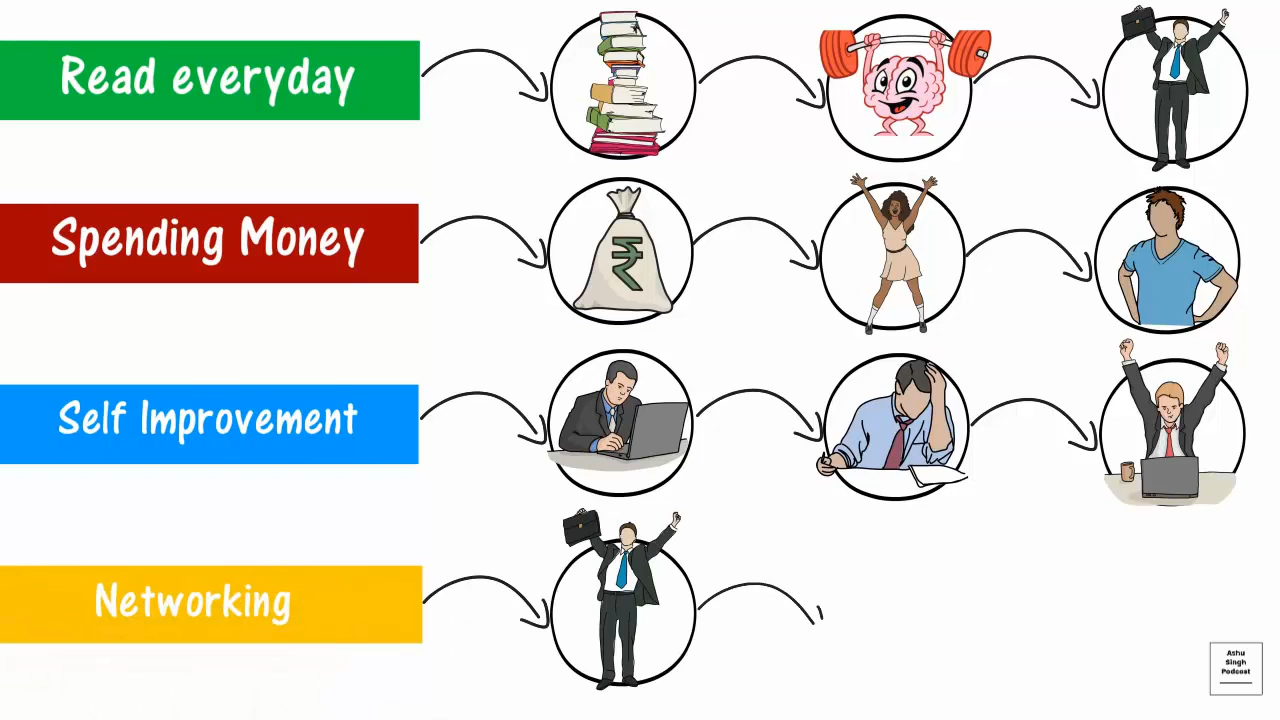 Read everyday
Spending Money
₹
Self Improvement
Networking
Ashu
Singh
Podcast